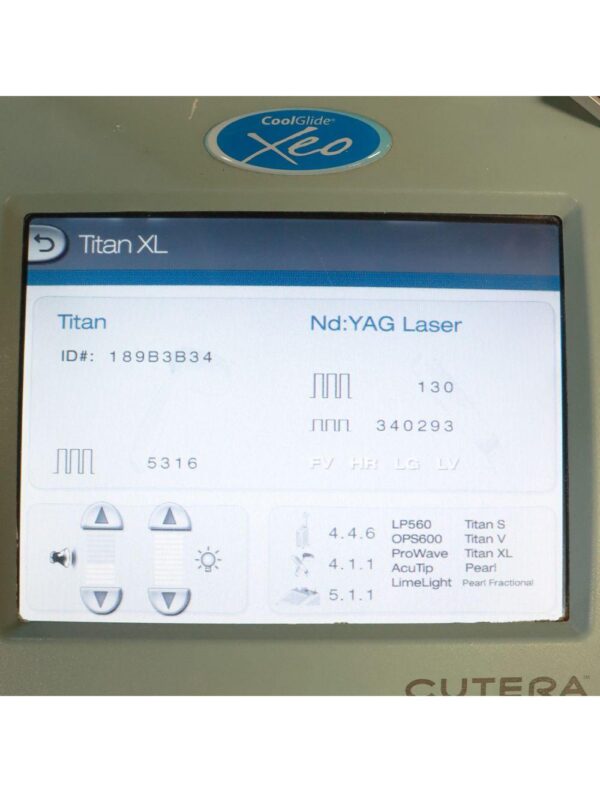 CoolGlide®
Xeo
Titan XL
Titan
ID#: 189B3B34
5316
Nd:YAG Laser
130
340293
FV HR LG LV
4.4.6
4.1.1
5.1.1
LP560
OPS600
ProWave
AcuTip
LimeLight
Titan S
Titan V
Titan XL
Pearl
Pearl Fractional
CUTERA™